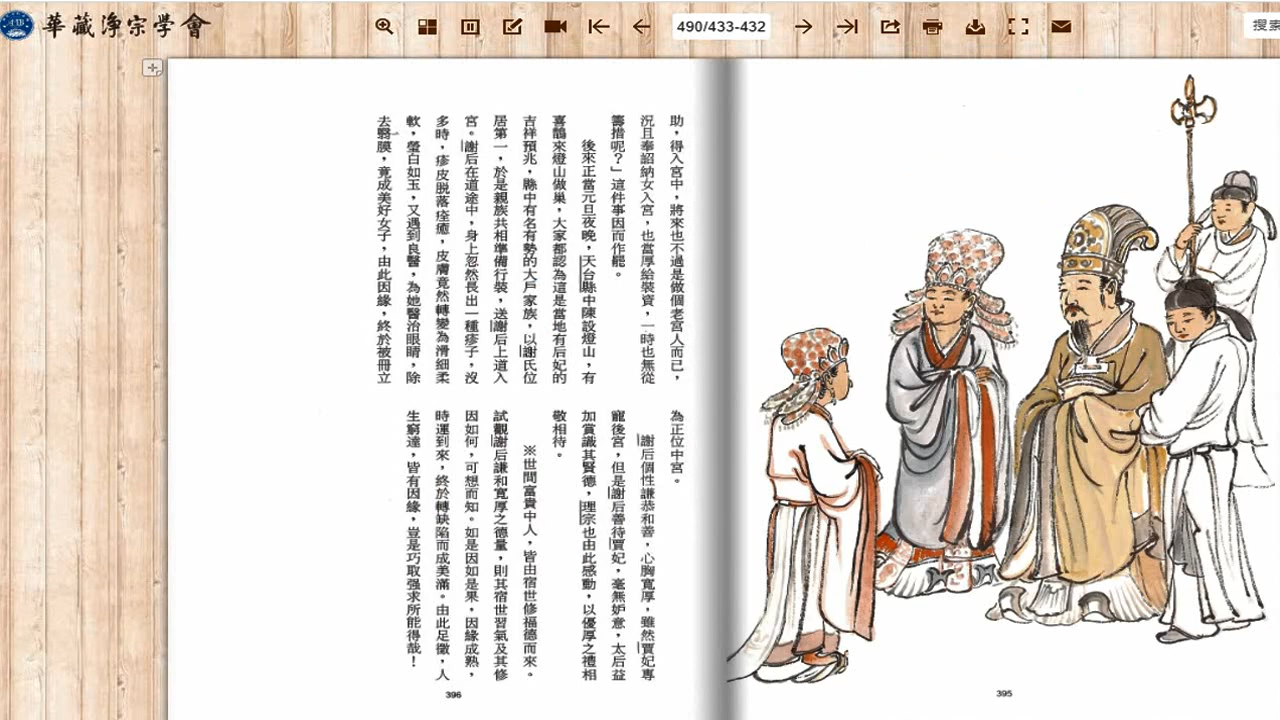 華藏淨宗學會
490/433-432
搜索
助，得入宮中，將來也不過是做個老宮人而已，
況且奉詔納女入宮，也當厚給裝資，一時也無從
籌措呢？」這件事因而作罷。
後來正當元旦夜晚，天台縣中陳設燈山，有
喜鵲來燈山做巢，大家都認為這是當地有后妃的
吉祥預兆，縣中有名有勢的大戶家族，以謝氏位
居第一，於是親族共相準備行裝，送謝后上道入
宮。謝后在道途中，身上忽然長出一種疹子，沒
多時，疹皮脫落痊癒，皮膚竟然轉變為滑細柔
軟，瑩白如玉，又遇到良醫，為她醫治眼睛，除
去翳膜，竟成美好女子，由此因緣，終於被冊立
為正位中宮。
謝后個性謙恭和善，心胸寬厚，雖然賈妃專
寵後宮，但是謝后善待賈妃，毫無妒意，太后益
加賞識其賢德，理宗也由此感動，以優厚之禮相
敬相待。
※世間富貴中人，皆由宿世修福德而來。
試觀謝后謙和寬厚之德量，則其宿世習氣及其修
因如何，可想而知。如是因如是果，因緣成熟，
時運到來，終於轉缺陷而成美滿。由此足徵，人
生窮達，皆有因緣，豈是巧取强求所能得哉！
396
395